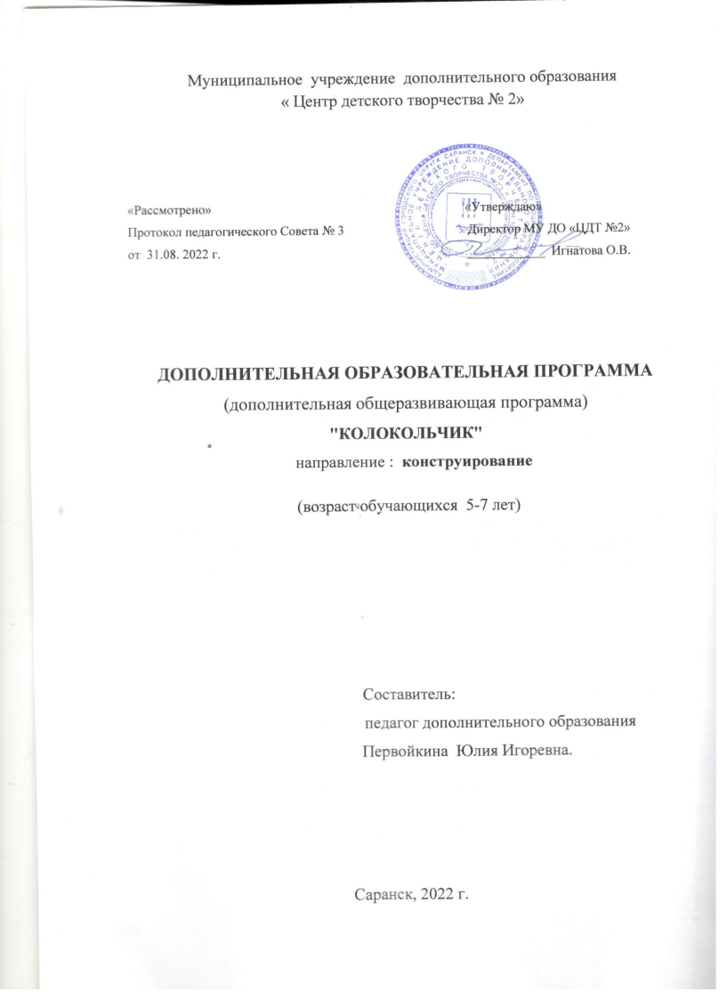 Муниципальное учреждение дополнительного образования
« Центр детского творчества № 2»
«Рассмотрено»
Протокол педагогического Совета № 3
от 31.08. 2022 г.
«Утверждаю»
Директор МУ ДО «ЦДТ №2»
Игнатова О.В.
ДОПОЛНИТЕЛЬНАЯ ОБРАЗОВАТЕЛЬНАЯ ПРОГРАММА
(дополнительная общеразвивающая программа)
"КОЛОКОЛЬЧИК"
направление : конструирование
(возраст обучающихся 5-7 лет)
Составитель:
педагог дополнительного образования
Первойкина Юлия Игоревна.
Саранск, 2022 г.